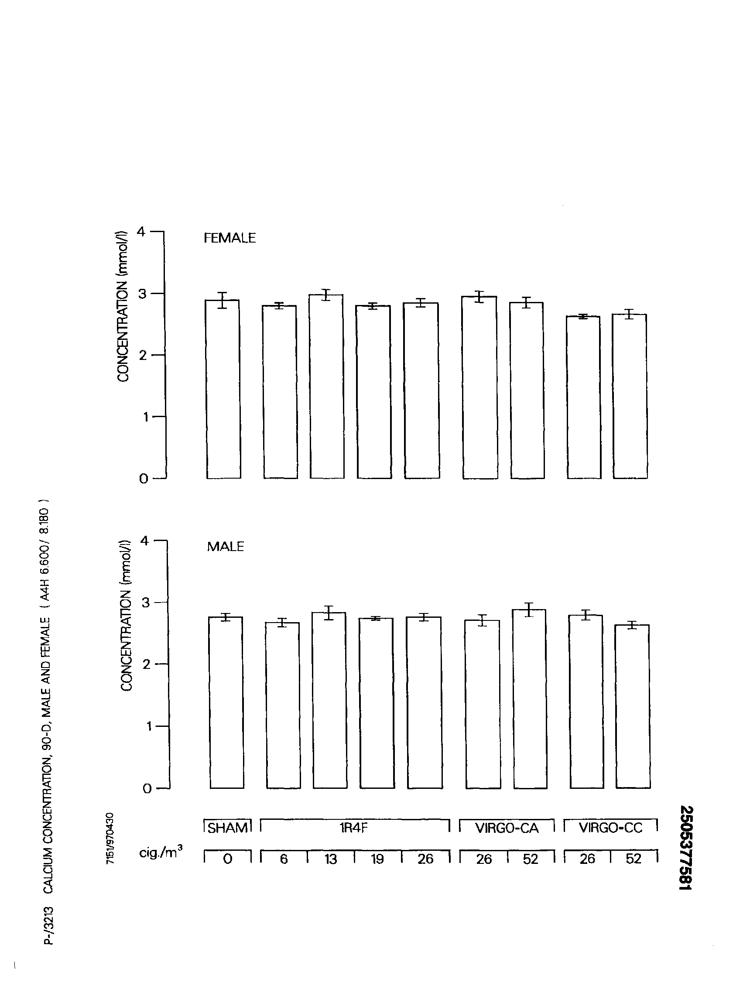 FEMALE
CONCENTRATION (mmol/l)
4
3
2
1
0
MALE
CONCENTRATION (mmol/l)
4
3
2
1
0
SHAM 1R4F VIRGO-CA VIRGO-CC
cig./m³ 0 6 13 19 26 26 52 26 52
7151/970430
P-/3213 CALCIUM CONCENTRATION, 90-D, MALE AND FEMALE ( A4H 6.600/ 8.180 )
2505377581